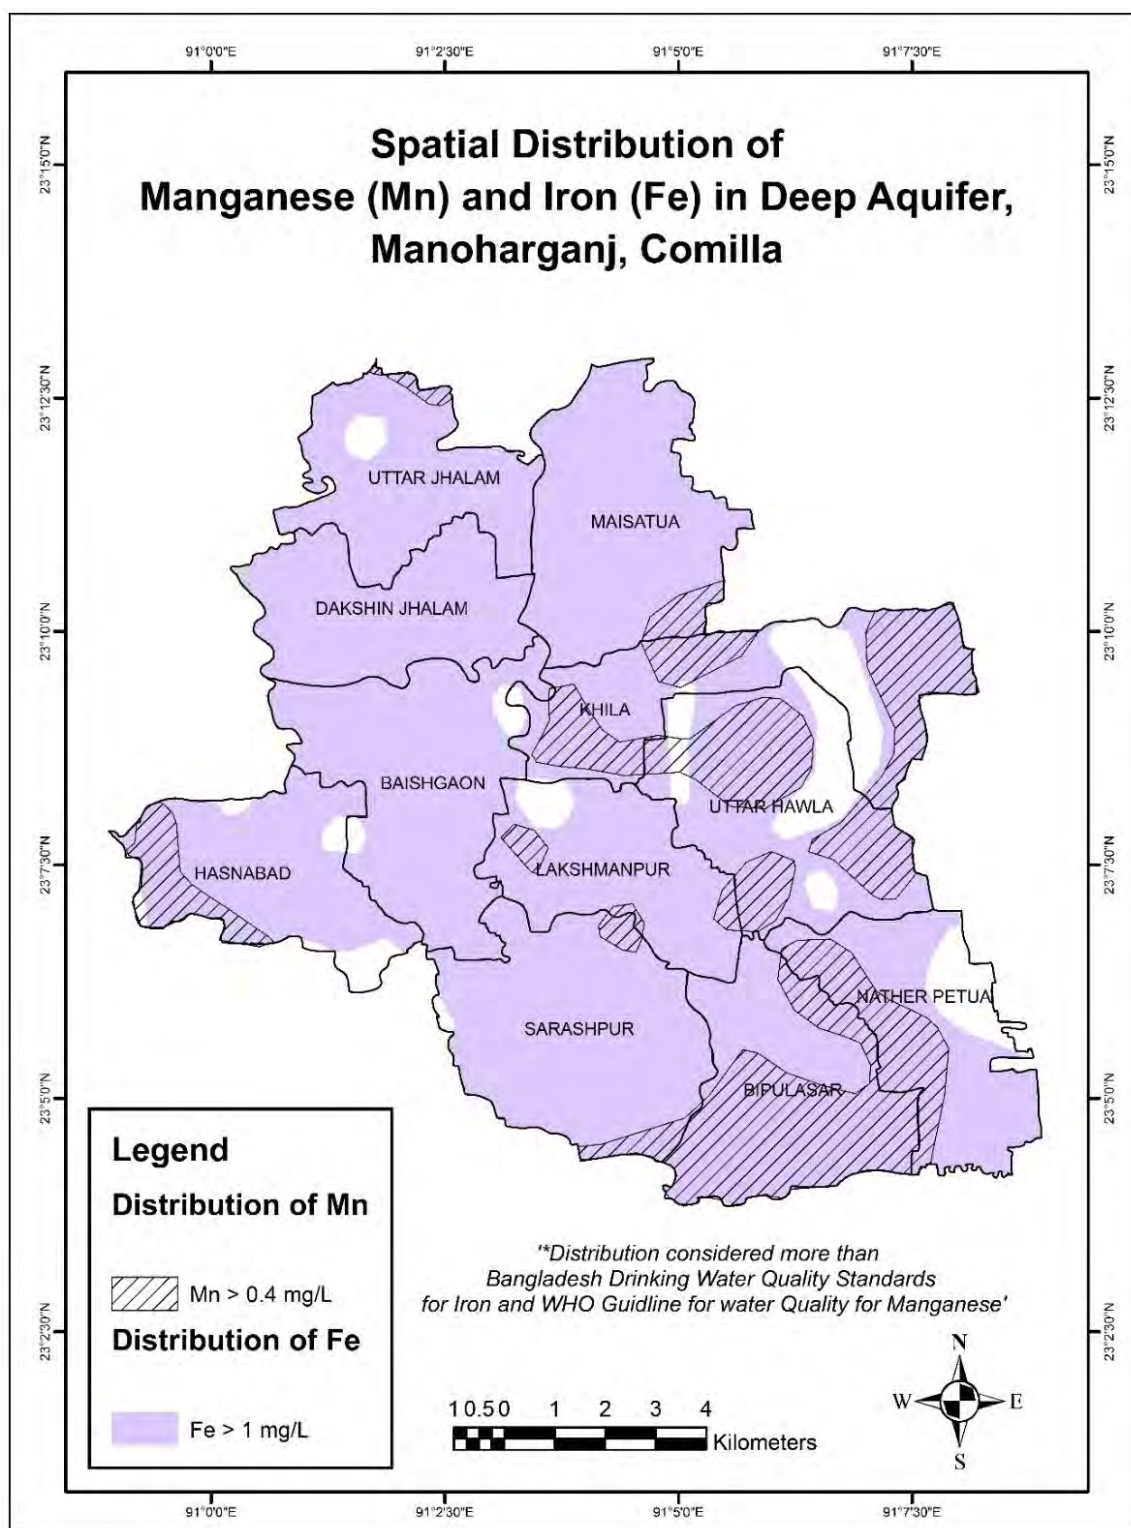 91°0'0"E 91°2'30"E 91°5'0"E 91°7'30"E
Spatial Distribution of
Manganese (Mn) and Iron (Fe) in Deep Aquifer,
Manoharganj, Comilla
23°15'0"N 23°15'0"N
23°12'30"N 23°12'30"N
UTTAR JHALAM
MAISATUA
DAKSHIN JHALAM
23°10'0"N 23°10'0"N
KHILA
BAISHGAON
UTTAR HAWLA
23°7'30"N 23°7'30"N
HASNABAD
LAKSHMANPUR
NATHER PETUA
SARASHPUR
BIPULASAR
23°5'0"N 23°5'0"N
Legend
Distribution of Mn
Mn > 0.4 mg/L
Distribution of Fe
Fe > 1 mg/L
'*Distribution considered more than
Bangladesh Drinking Water Quality Standards
for Iron and WHO Guidline for water Quality for Manganese'
23°2'30"N 23°2'30"N
N
W E
S
1 0.5 0 1 2 3 4
Kilometers
91°0'0"E 91°2'30"E 91°5'0"E 91°7'30"E